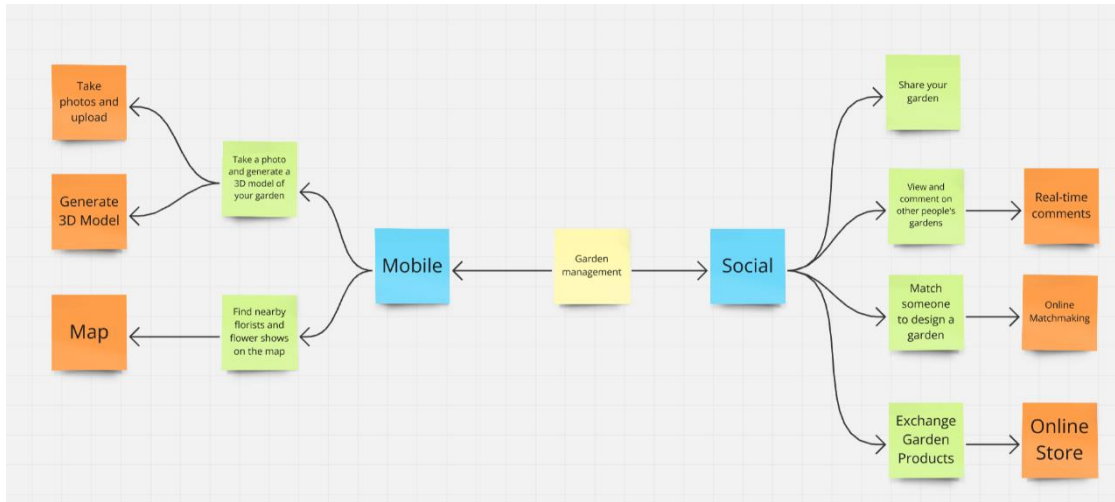 Take
photos and
upload
Generate
3D Model
Map
Take a photo
and generate a
3D model of
your garden
Find nearby
florists and
flower shows
on the map
Mobile
Garden
management
Social
Share your
garden
View and
comment on
other people's
gardens
Match
someone
to design a
garden
Exchange
Garden
Products
Real-time
comments
Online
Matchmaking
Online
Store